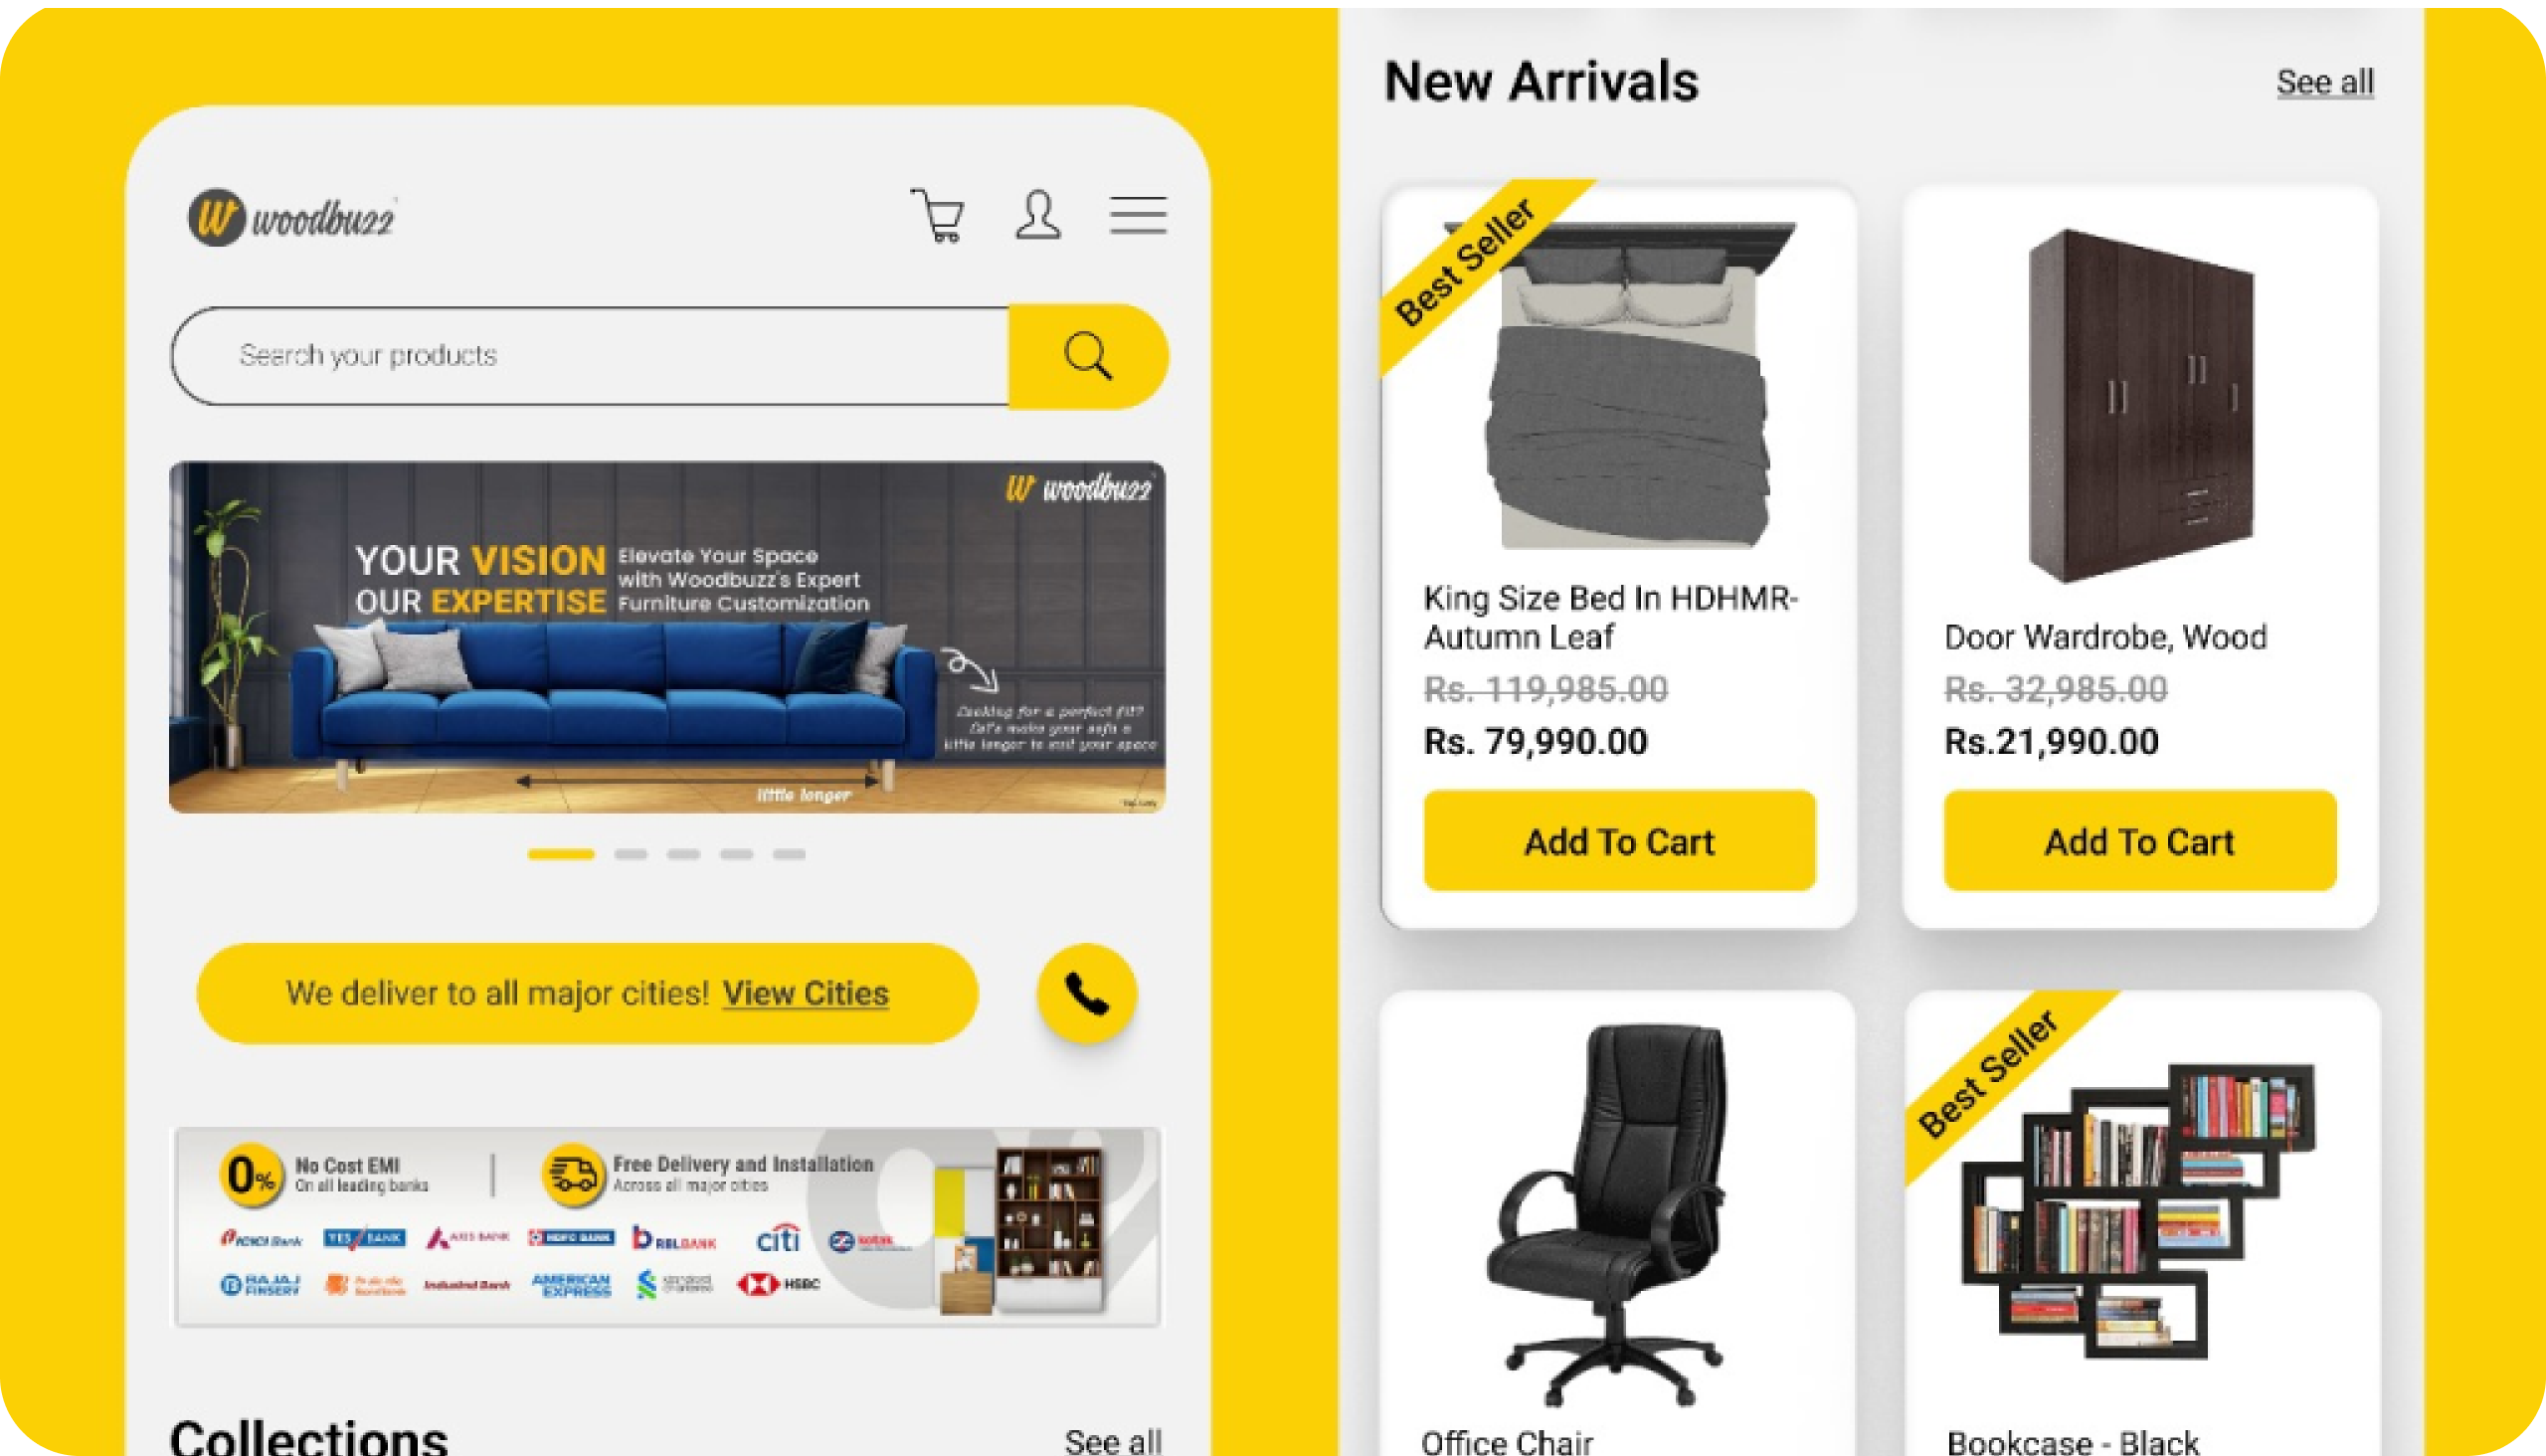 woodbuzz
Search your products
W woodbuzz
YOUR VISION
OUR EXPERTISE
Elevate Your Space
with Woodbuzz's Expert
Furniture Customization
Looking for a perfect fit?
Let's make your sofa a
little longer to suit your space
little longer
We deliver to all major cities! View Cities
0% No Cost EMI
On all leading banks
Free Delivery and Installation
Across all major cities
ICICI Bank YES BANK AXIS BANK HDFC BANK RBLBANK citi kotak
BAJAJ FINSERV IndusInd Bank AMERICAN EXPRESS standard chartered HSBC
Collections See all
New Arrivals See all
Best Seller
King Size Bed In HDHMR-
Autumn Leaf
Rs. 119,985.00
Rs. 79,990.00
Add To Cart
Door Wardrobe, Wood
Rs. 32,985.00
Rs.21,990.00
Add To Cart
Office Chair
Best Seller
Bookcase - Black